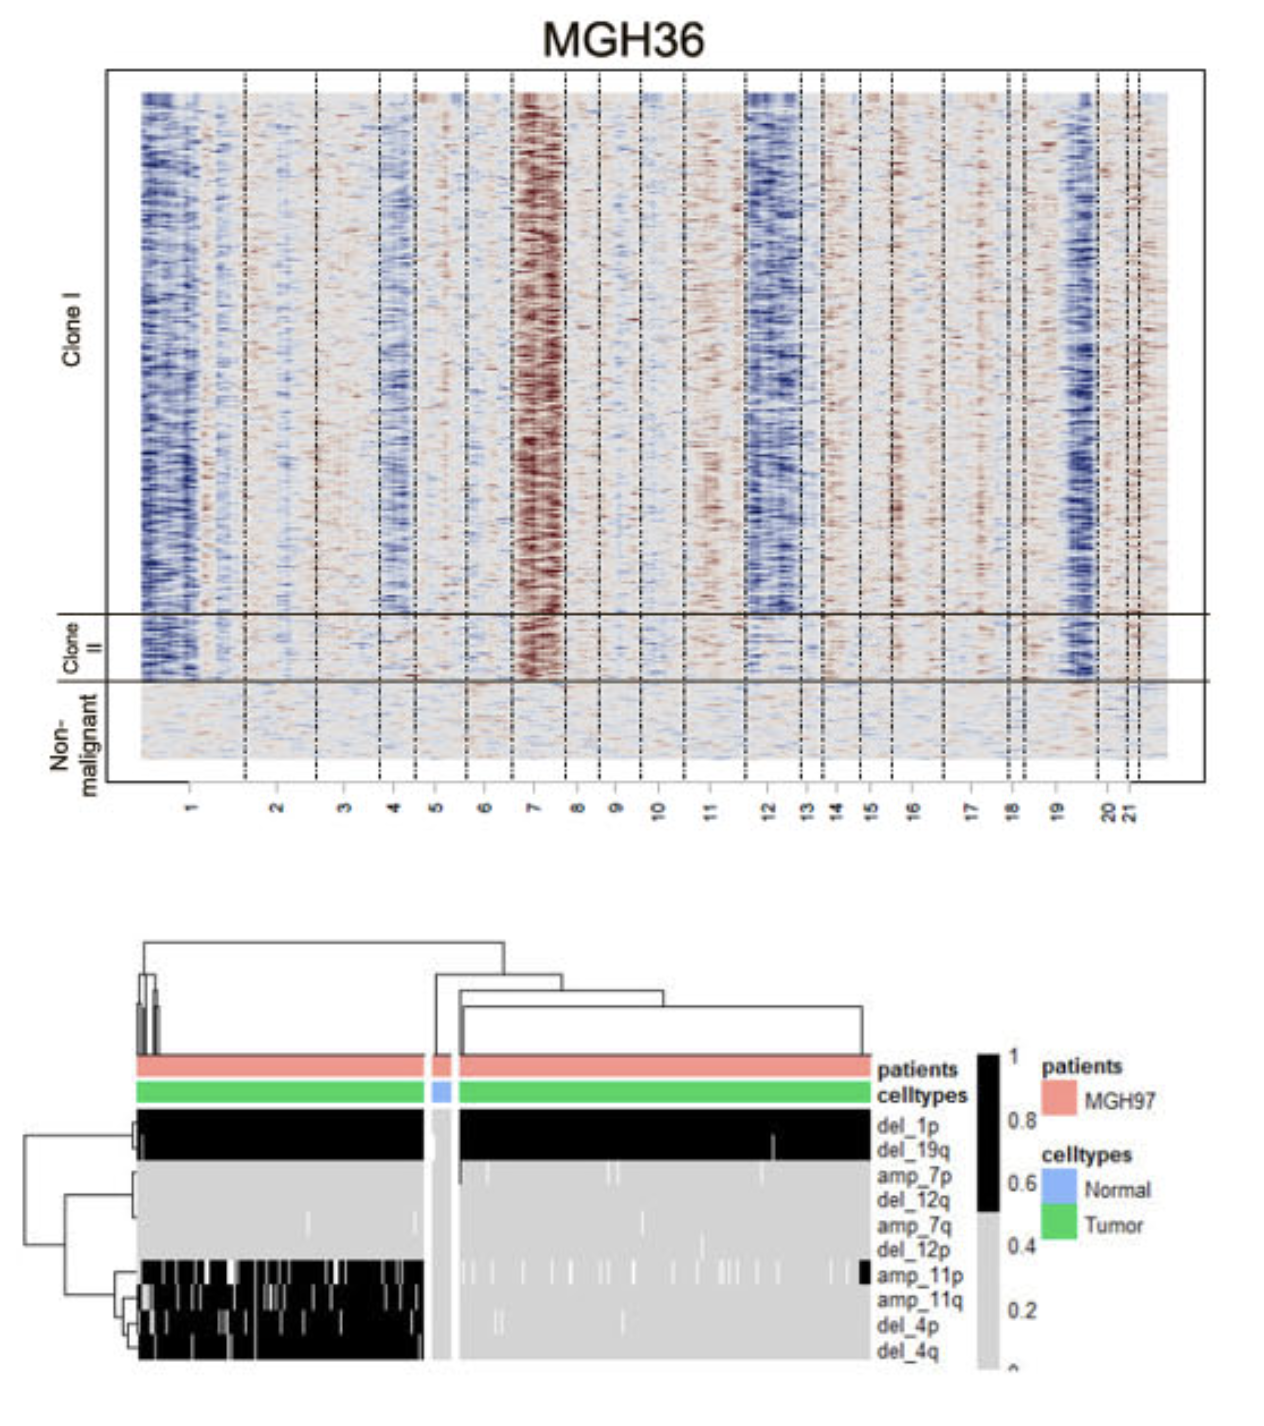 MGH36
Clone I
Clone
II
Non-
malignant
1 2 3 4 5 6 7 8 9 10 11 12 13 14 15 16 17 18 19 20 21
patients
celltypes
del_1p
del_19q
amp_7p
del_12q
amp_7q
del_12p
amp_11p
amp_11q
del_4p
del_4q
1
0.8
0.6
0.4
0.2
patients
MGH97
celltypes
Normal
Tumor